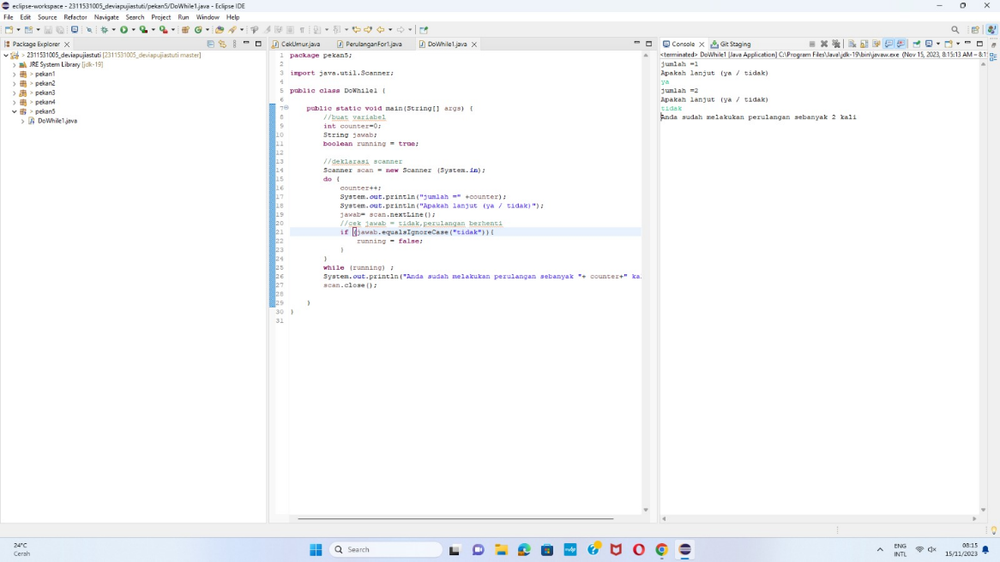 eclipse-workspace - 2311531005_deviapujiastuti/pekan5/DoWhile1.java - Eclipse IDE
File Edit Source Refactor Navigate Search Project Run Window Help
Package Explorer
CekUmur.java PerulanganFor1.java DoWhile1.java
Console Git Staging
> 2311531005_deviapujiastuti [2311531005_deviapujiastuti master]
JRE System Library [jdk-19]
> pekan1
> pekan2
> pekan3
> pekan4
> pekan5
> DoWhile1.java
1 package pekan5;
2
3 import java.util.Scanner;
4
5 public class DoWhile1 {
6
7 public static void main(String[] args) {
8 //buat variabel
9 int counter=0;
10 String jawab;
11 boolean running = true;
12
13 //deklarasi scanner
14 Scanner scan = new Scanner (System.in);
15 do {
16 counter++;
17 System.out.println("jumlah =" +counter);
18 System.out.println("Apakah lanjut (ya / tidak)");
19 jawab= scan.nextLine();
20 //cek jawab = tidak,perulangan berhenti
21 if (jawab.equalsIgnoreCase("tidak")){
22 running = false;
23 }
24 }
25 while (running) ;
26 System.out.println("Anda sudah melakukan perulangan sebanyak "+ counter+" ka
27 scan.close();
28
29 }
30 }
31
<terminated> DoWhile1 [Java Application] C:\Program Files\Java\jdk-19\bin\javaw.exe (Nov 15, 2023, 8:15:13 AM – 8:1
jumlah =1
Apakah lanjut (ya / tidak)
ya
jumlah =2
Apakah lanjut (ya / tidak)
tidak
Anda sudah melakukan perulangan sebanyak 2 kali
24°C
Cerah
Search
ENG
INTL
08:15
15/11/2023